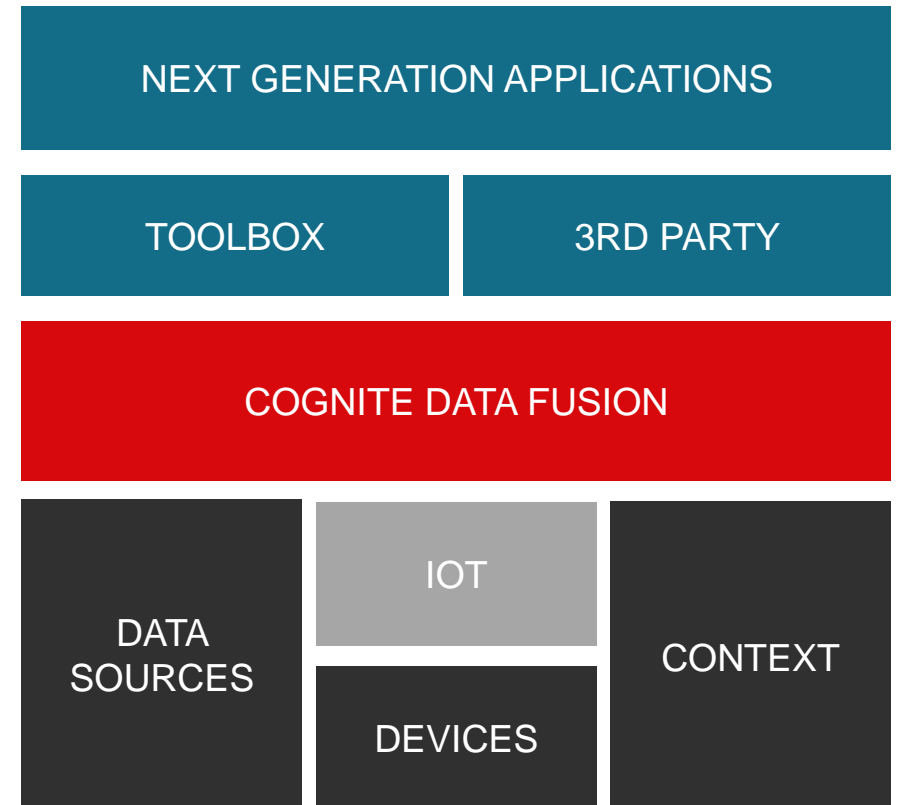 NEXT GENERATION APPLICATIONS
TOOLBOX
3RD PARTY
COGNITE DATA FUSION
DATA
SOURCES
IOT
DEVICES
CONTEXT